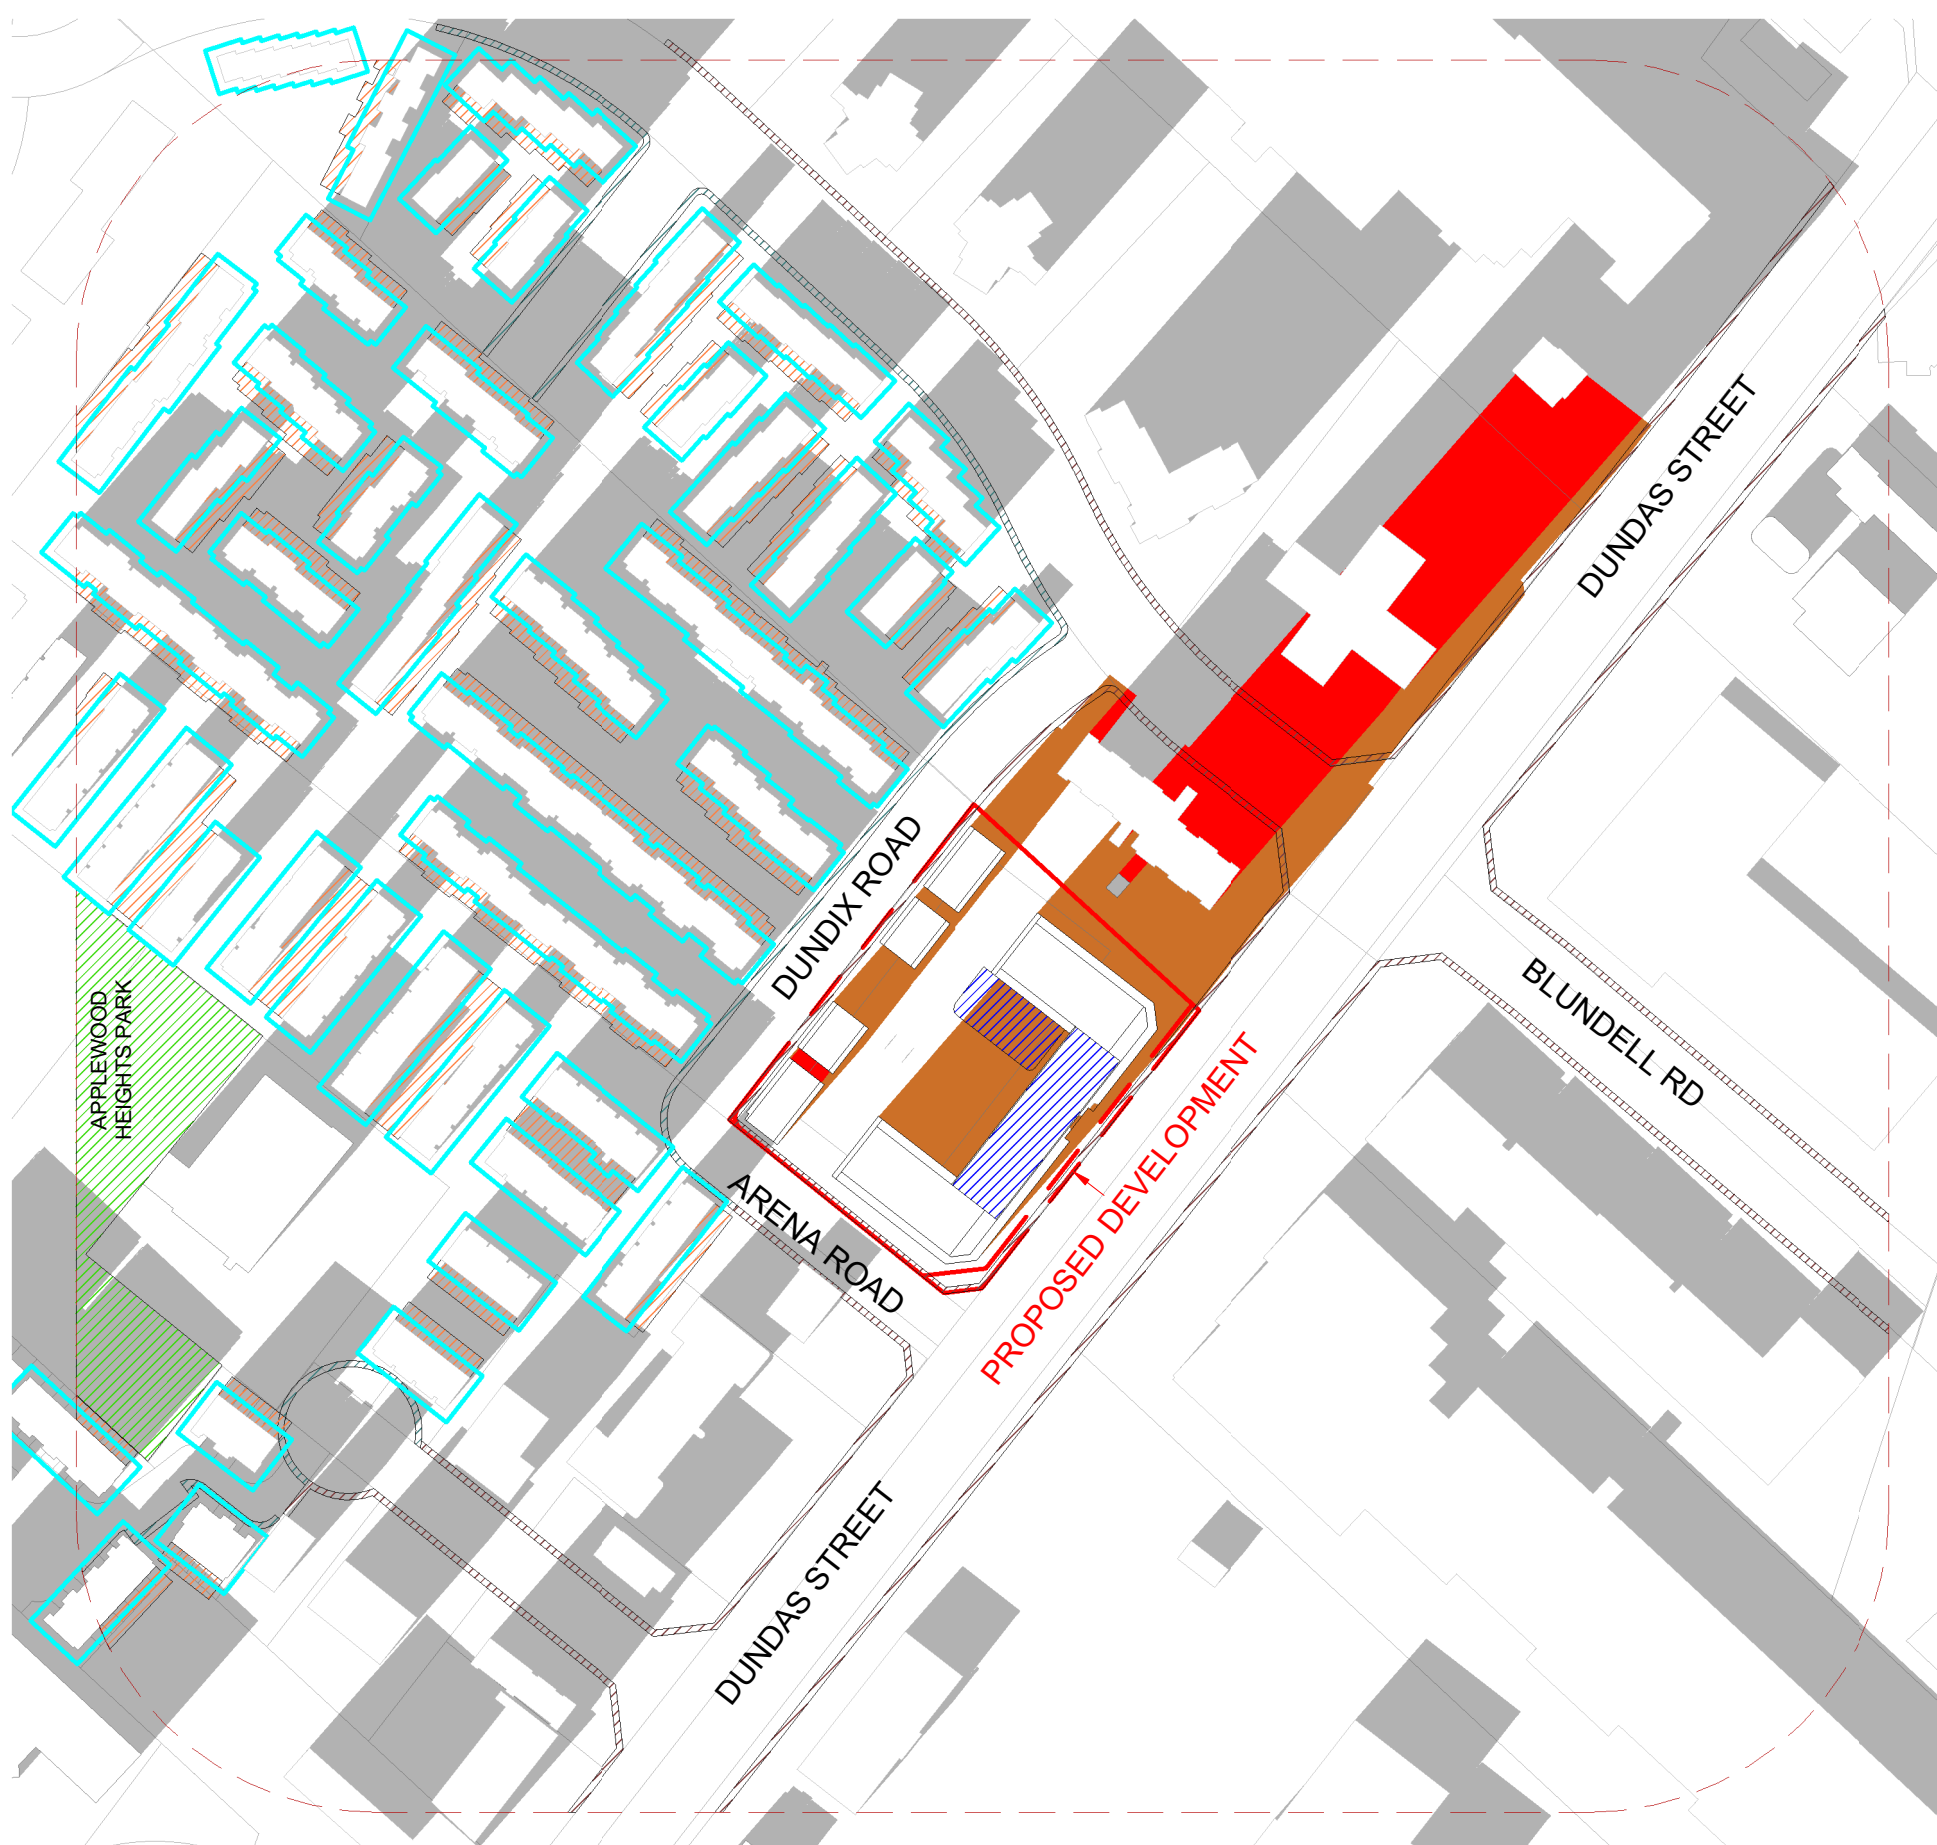 DUNDAS STREET
DUNDIX ROAD
BLUNDELL RD
APPLEWOOD
HEIGHTS PARK
PROPOSED DEVELOPMENT
ARENA ROAD
DUNDAS STREET